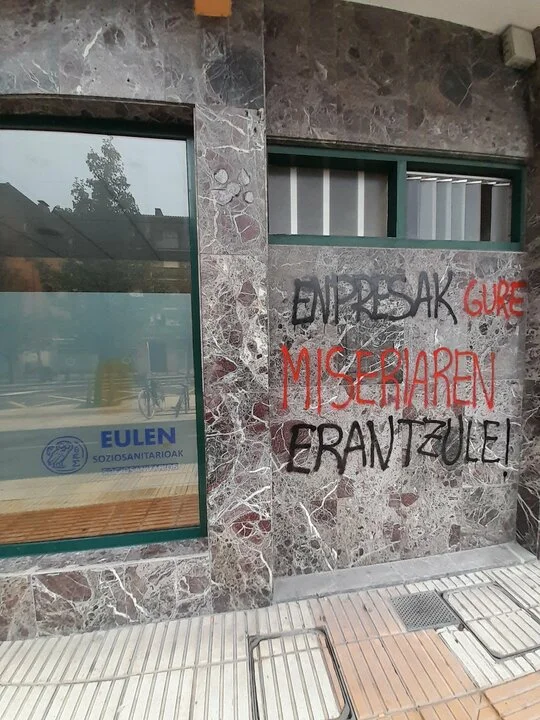 EULEN
SOZIOSANITARIOAK
ENPRESAK GURE
MISERIAREN
ERANTZULE!